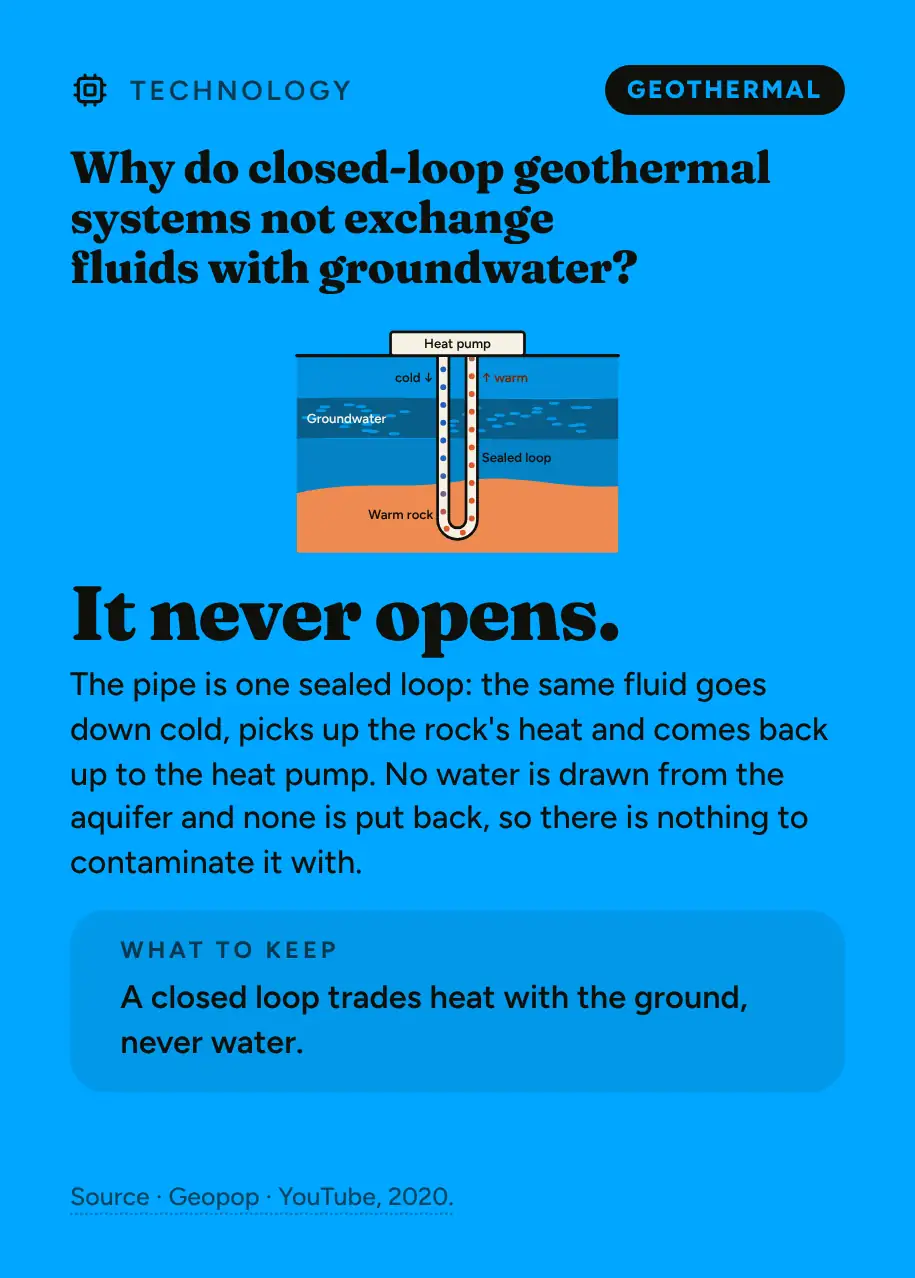 TECHNOLOGY
GEOTHERMAL
Why do closed-loop geothermal
systems not exchange
fluids with groundwater?
Heat pump
cold ↓
↑ warm
Groundwater
Sealed loop
Warm rock
It never opens.
The pipe is one sealed loop: the same fluid goes
down cold, picks up the rock's heat and comes back
up to the heat pump. No water is drawn from the
aquifer and none is put back, so there is nothing to
contaminate it with.
WHAT TO KEEP
A closed loop trades heat with the ground,
never water.
Source · Geopop · YouTube, 2020.